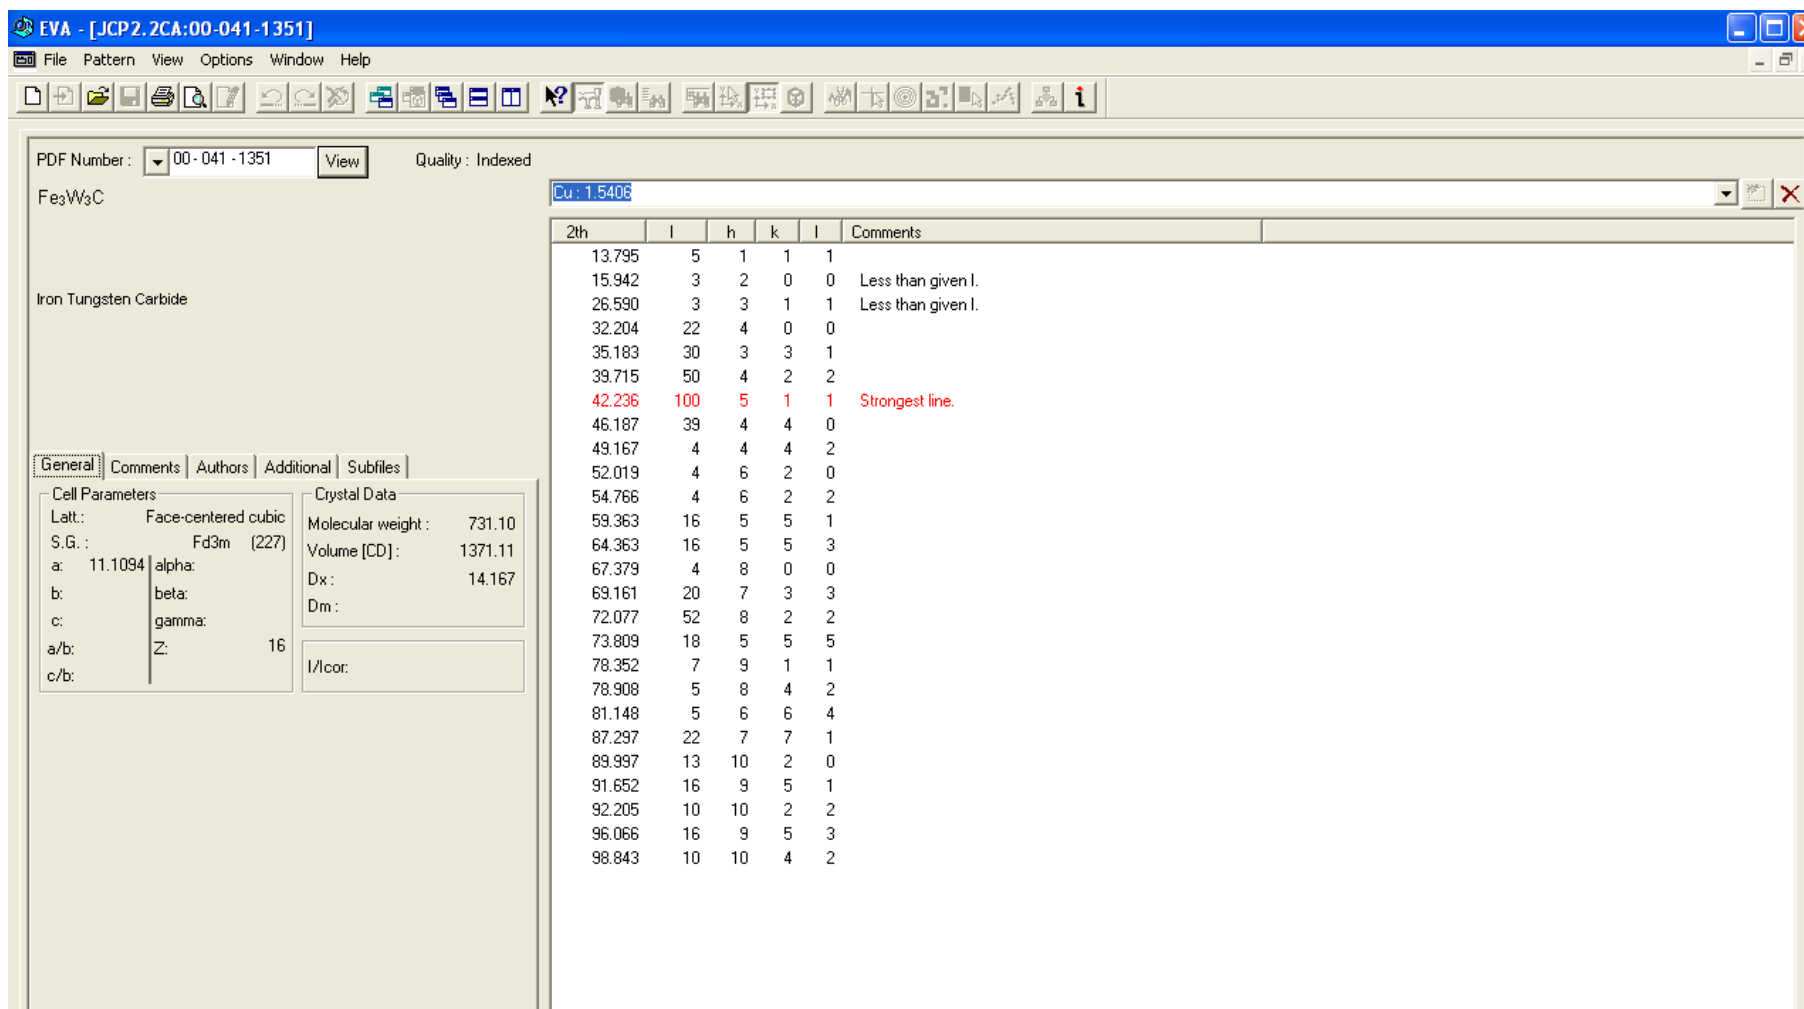 EVA - [JCP2.2CA:00-041-1351]
File Pattern View Options Window Help
PDF Number : 00 - 041 - 1351 View Quality : Indexed
Fe3W3C
Iron Tungsten Carbide
General Comments Authors Additional Subfiles
Cell Parameters
Latt.: Face-centered cubic
S.G. : Fd3m (227)
a: 11.1094 alpha:
b: beta:
c: gamma:
a/b: Z: 16
c/b:
Crystal Data
Molecular weight : 731.10
Volume [CD] : 1371.11
Dx : 14.167
Dm :
I/Icor:
Cu : 1.5406
2th I h k l Comments
13.795 5 1 1 1
15.942 3 2 0 0 Less than given I.
26.590 3 3 1 1 Less than given I.
32.204 22 4 0 0
35.183 30 3 3 1
39.715 50 4 2 2
42.236 100 5 1 1 Strongest line.
46.187 39 4 4 0
49.167 4 4 4 2
52.019 4 6 2 0
54.766 4 6 2 2
59.363 16 5 5 1
64.363 16 5 5 3
67.379 4 8 0 0
69.161 20 7 3 3
72.077 52 8 2 2
73.809 18 5 5 5
78.352 7 9 1 1
78.908 5 8 4 2
81.148 5 6 6 4
87.297 22 7 7 1
89.997 13 10 2 0
91.652 16 9 5 1
92.205 10 10 2 2
96.066 16 9 5 3
98.843 10 10 4 2